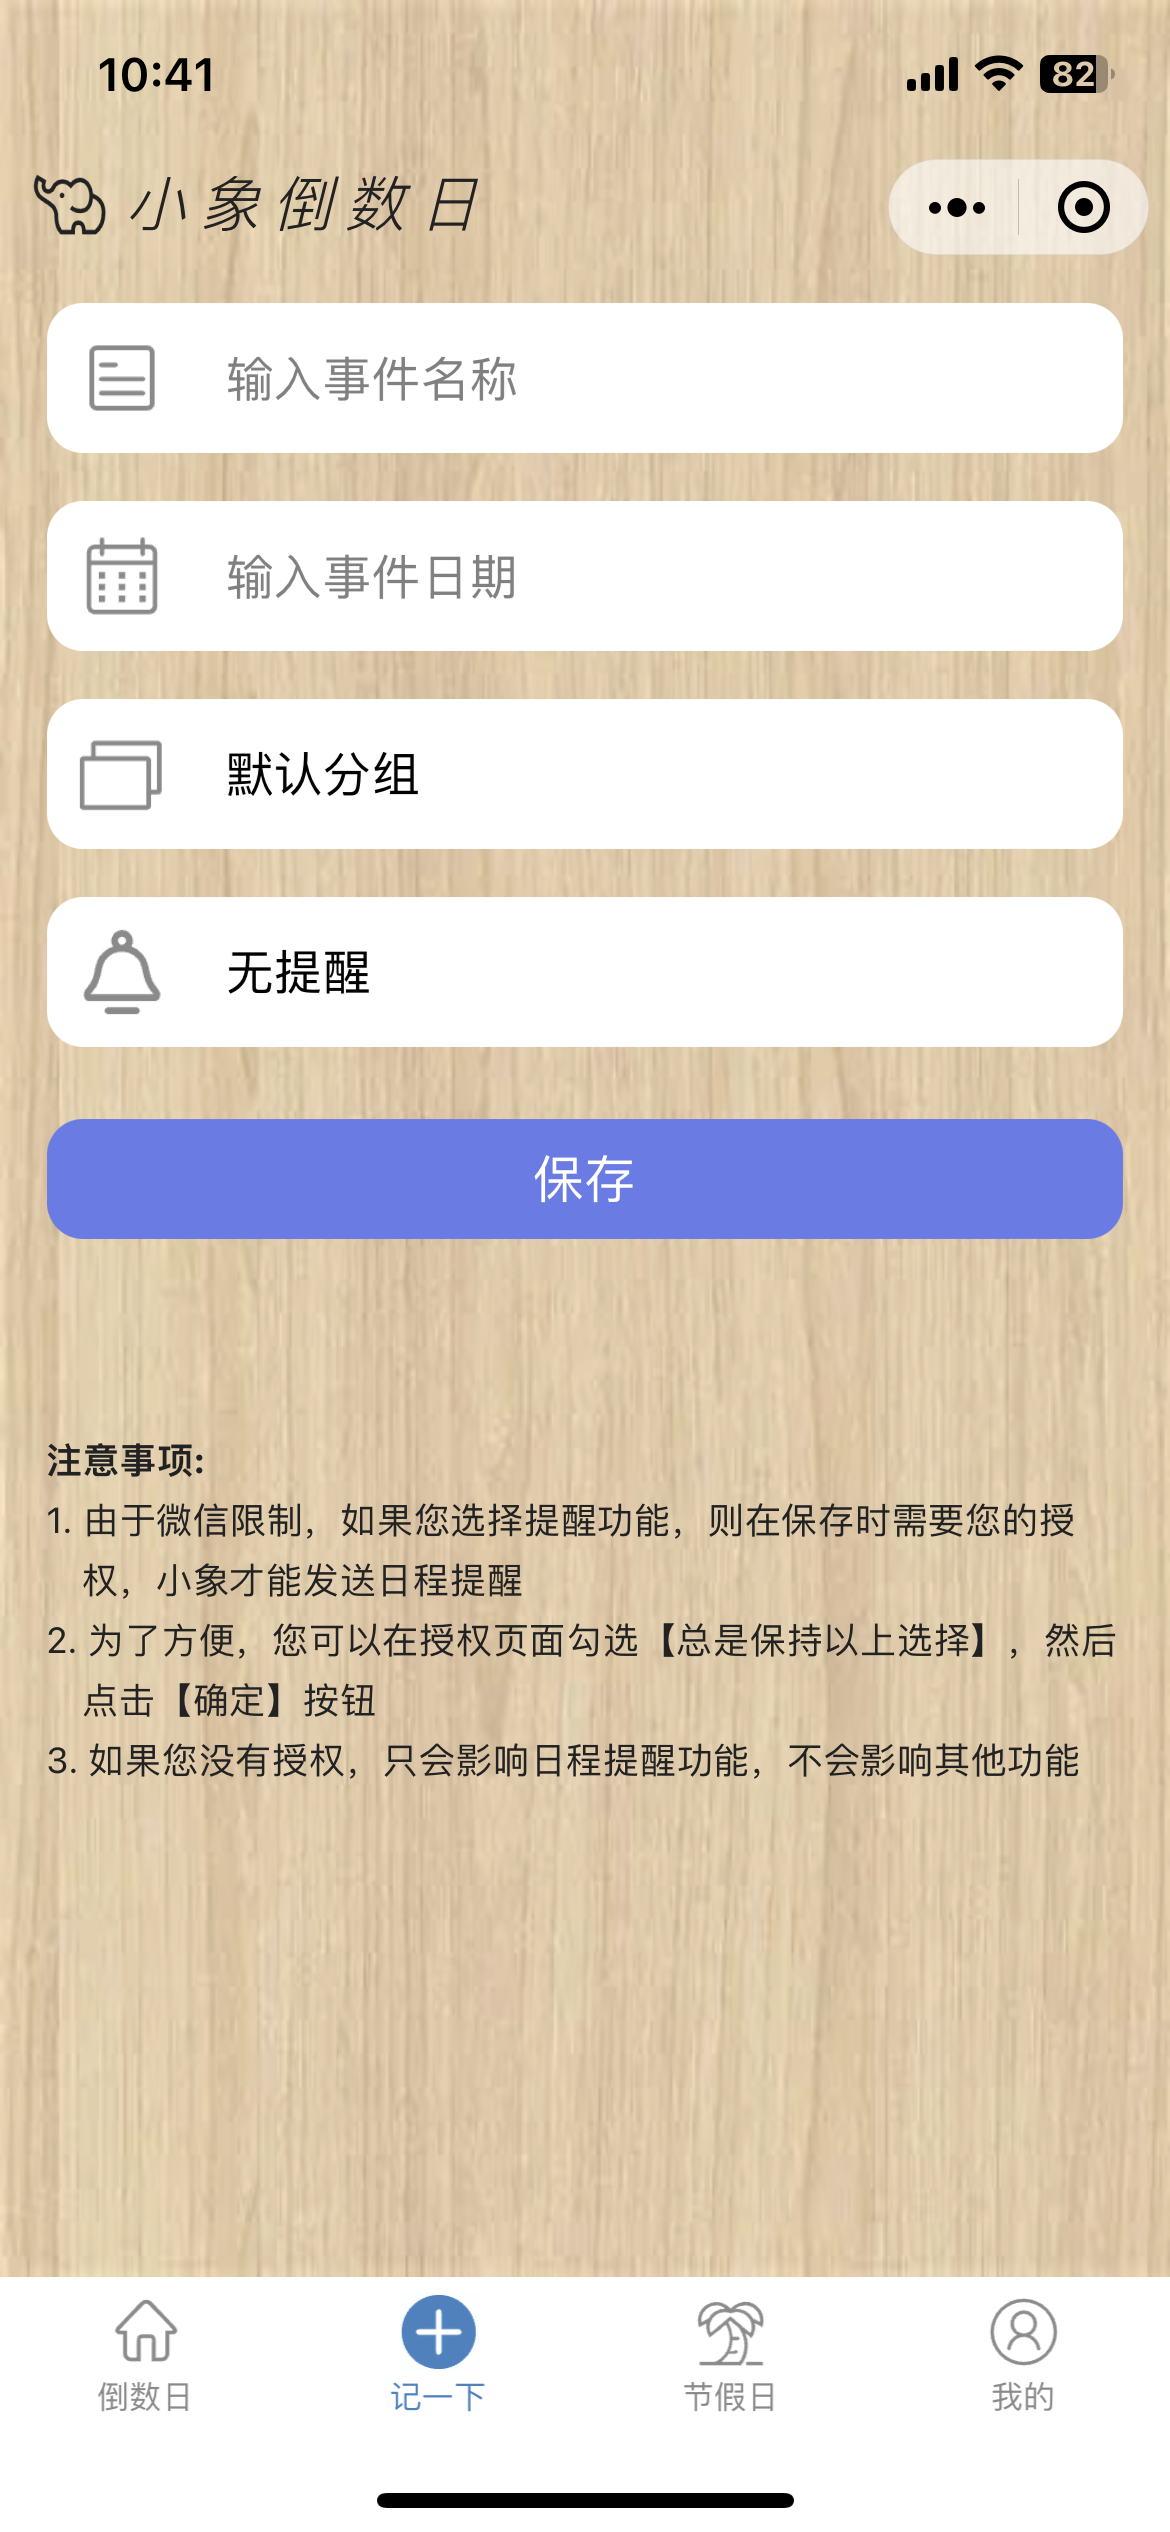 10:41
82
小象倒数日
输入事件名称
输入事件日期
默认分组
无提醒
保存
注意事项:
1. 由于微信限制，如果您选择提醒功能，则在保存时需要您的授
权，小象才能发送日程提醒
2. 为了方便，您可以在授权页面勾选【总是保持以上选择】，然后
点击【确定】按钮
3. 如果您没有授权，只会影响日程提醒功能，不会影响其他功能
倒数日
记一下
节假日
我的